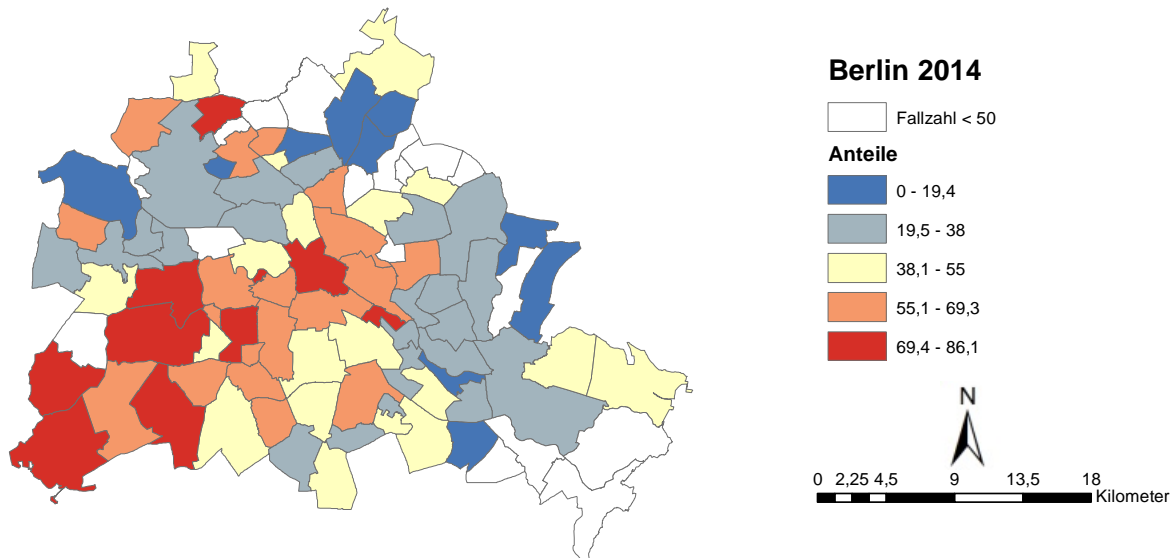 Berlin 2014
Fallzahl < 50
Anteile
0 - 19,4
19,5 - 38
38,1 - 55
55,1 - 69,3
69,4 - 86,1
N
0 2,25 4,5 9 13,5 18
Kilometer